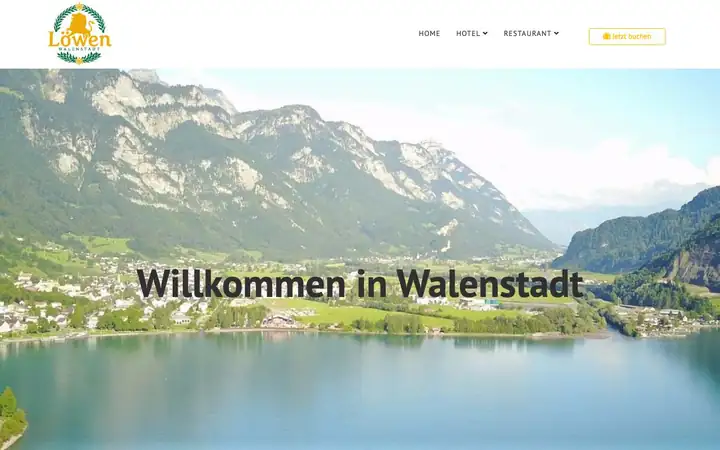 Löwen
WALENSTADT
HOME
HOTEL
RESTAURANT
Jetzt buchen
Willkommen in Walenstadt